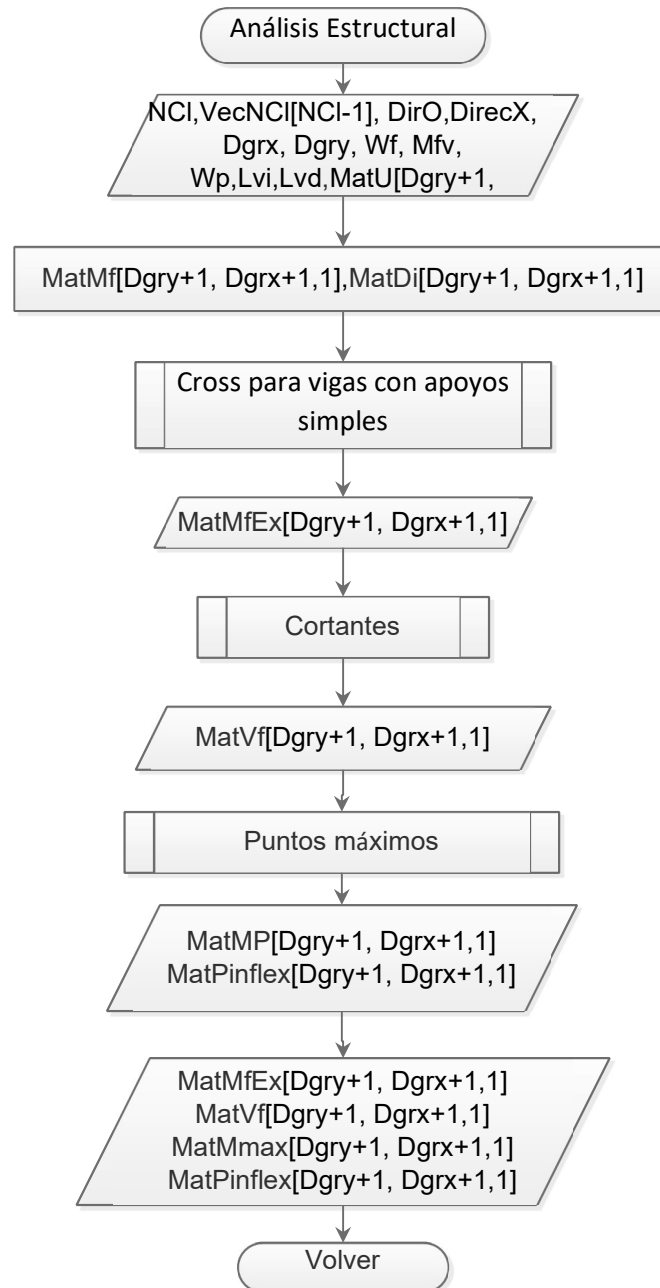 Análisis Estructural
NCl,VecNCl[NCl-1], DirO,DirecX,
Dgrx, Dgry, Wf, Mfv,
Wp,Lvi,Lvd,MatU[Dgry+1,
MatMf[Dgry+1, Dgrx+1,1],MatDi[Dgry+1, Dgrx+1,1]
Cross para vigas con apoyos
simples
MatMfEx[Dgry+1, Dgrx+1,1]
Cortantes
MatVf[Dgry+1, Dgrx+1,1]
Puntos máximos
MatMP[Dgry+1, Dgrx+1,1]
MatPinflex[Dgry+1, Dgrx+1,1]
MatMfEx[Dgry+1, Dgrx+1,1]
MatVf[Dgry+1, Dgrx+1,1]
MatMmax[Dgry+1, Dgrx+1,1]
MatPinflex[Dgry+1, Dgrx+1,1]
Volver